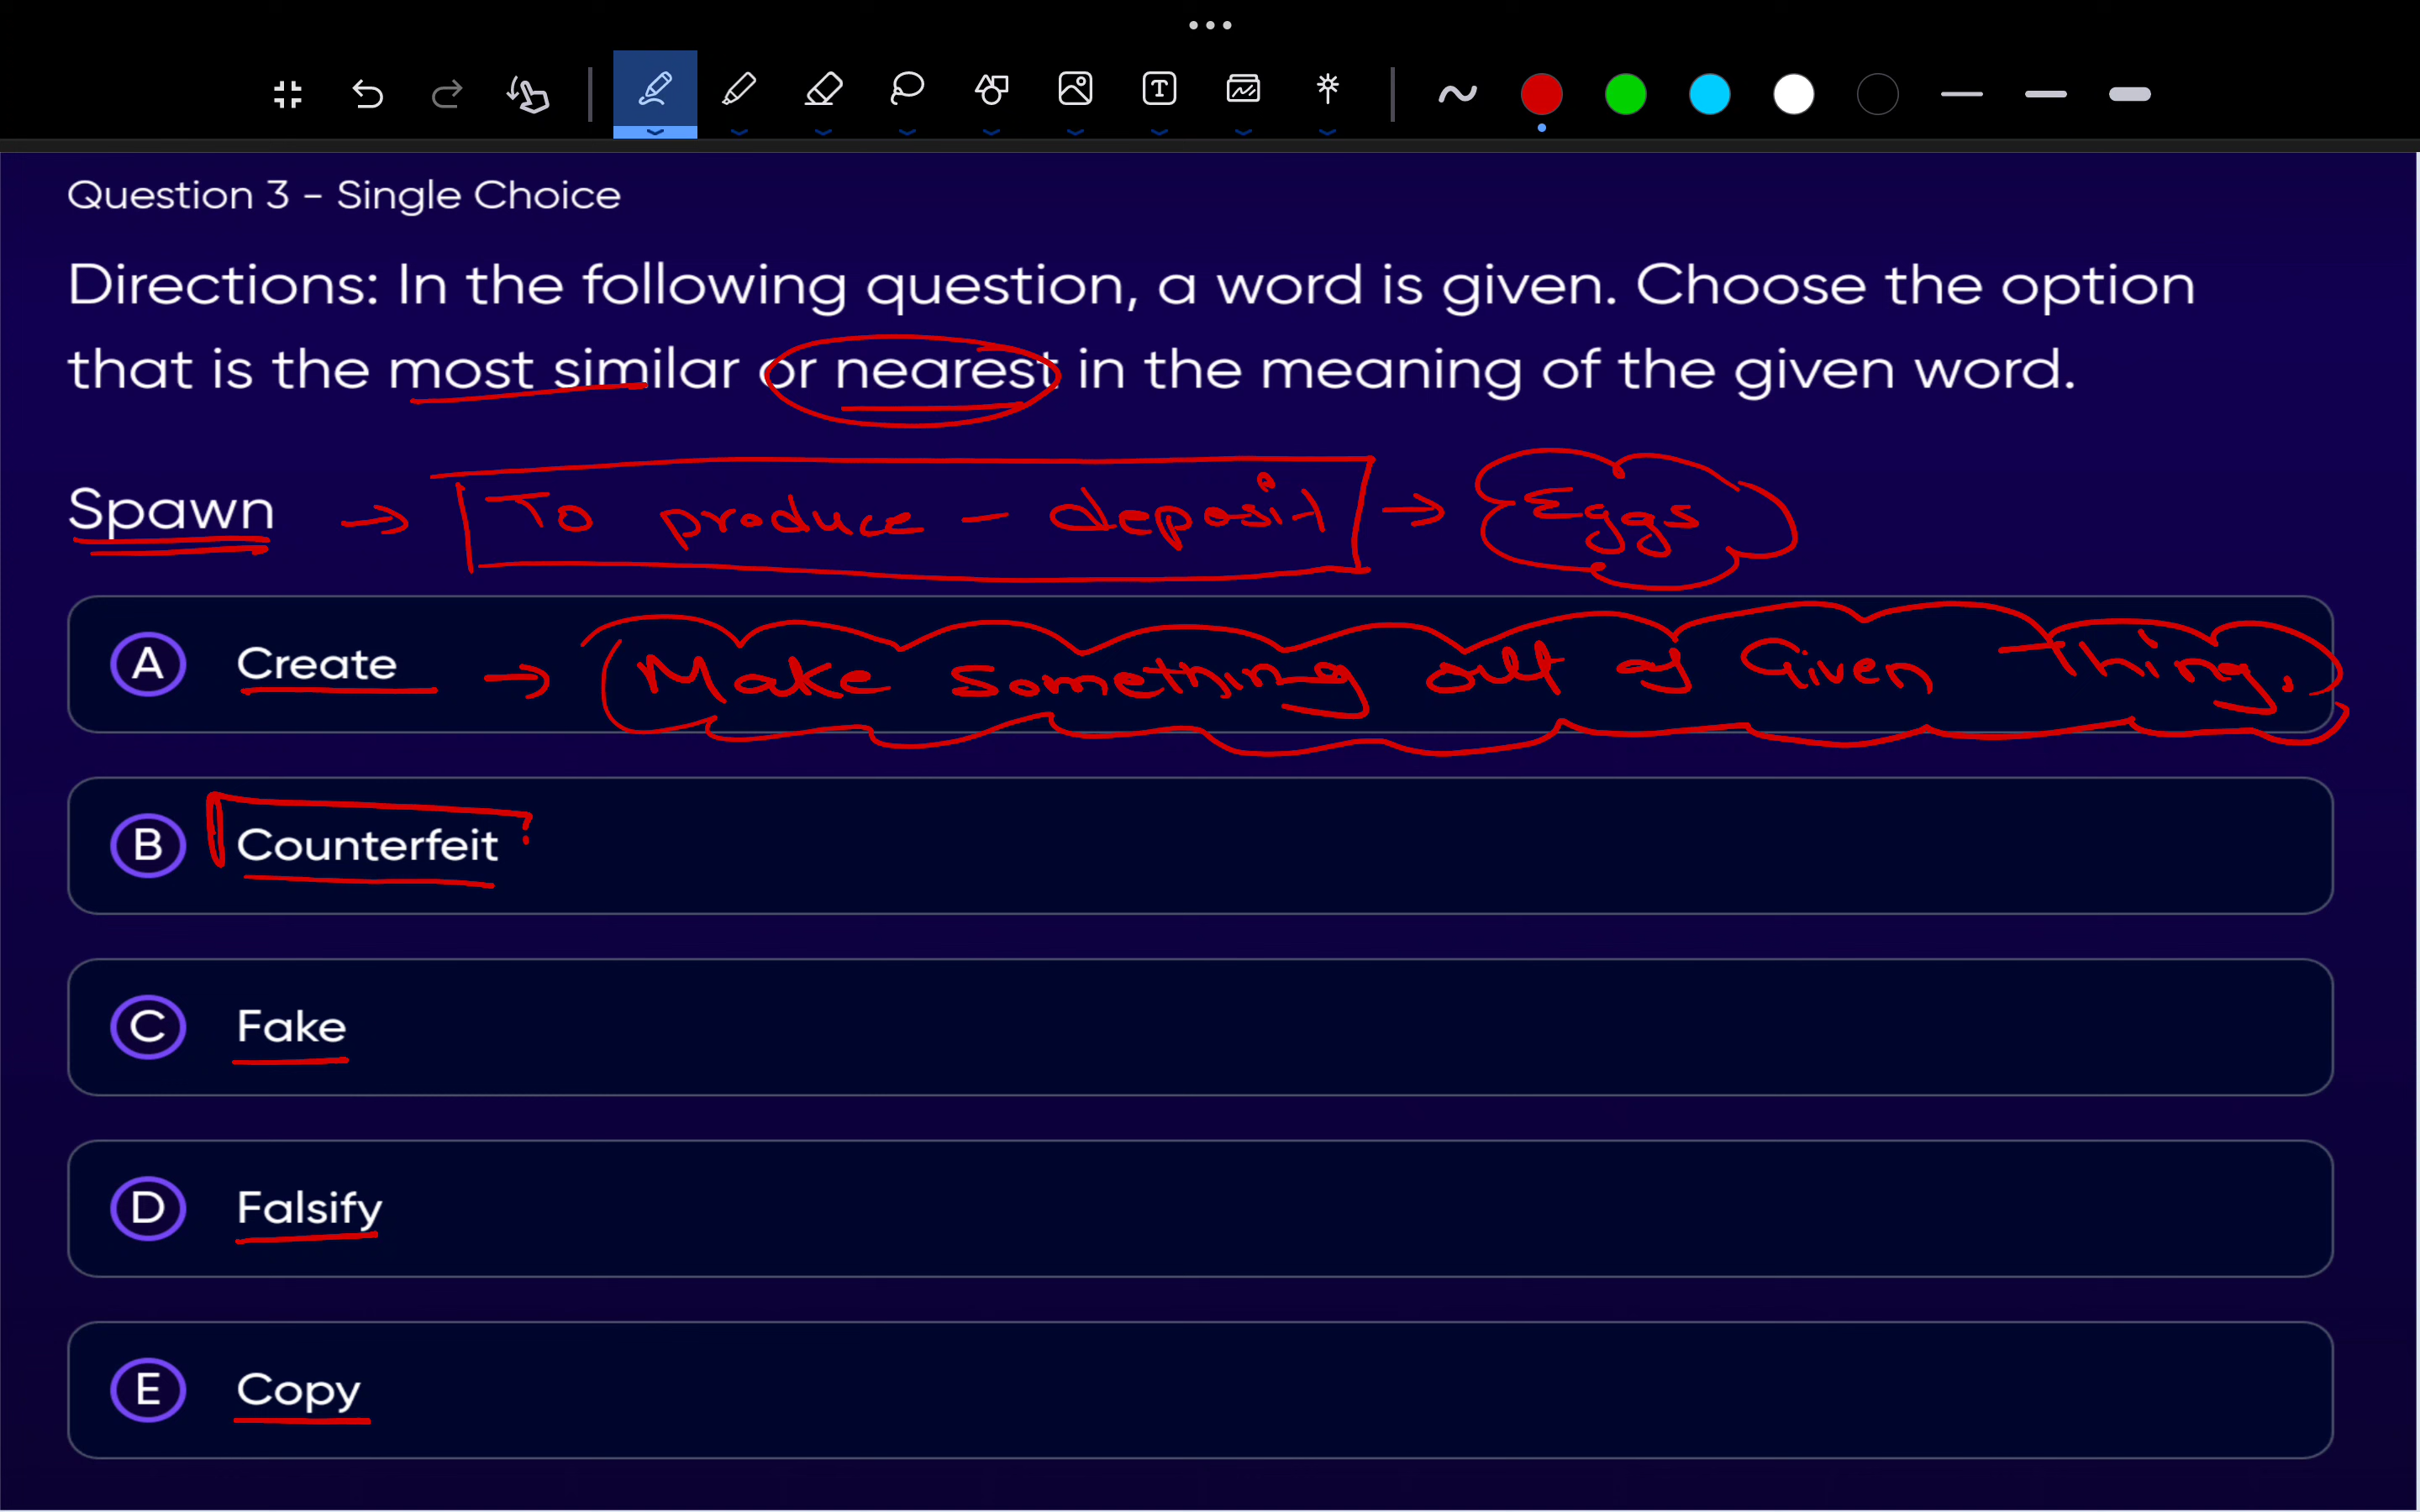 Question 3 - Single Choice
Directions: In the following question, a word is given. Choose the option
that is the most similar or nearest in the meaning of the given word.
Spawn → To produce - deposit → Eggs
A Create → Make something out of Given Thing.
B Counterfeit
C Fake
D Falsify
E Copy